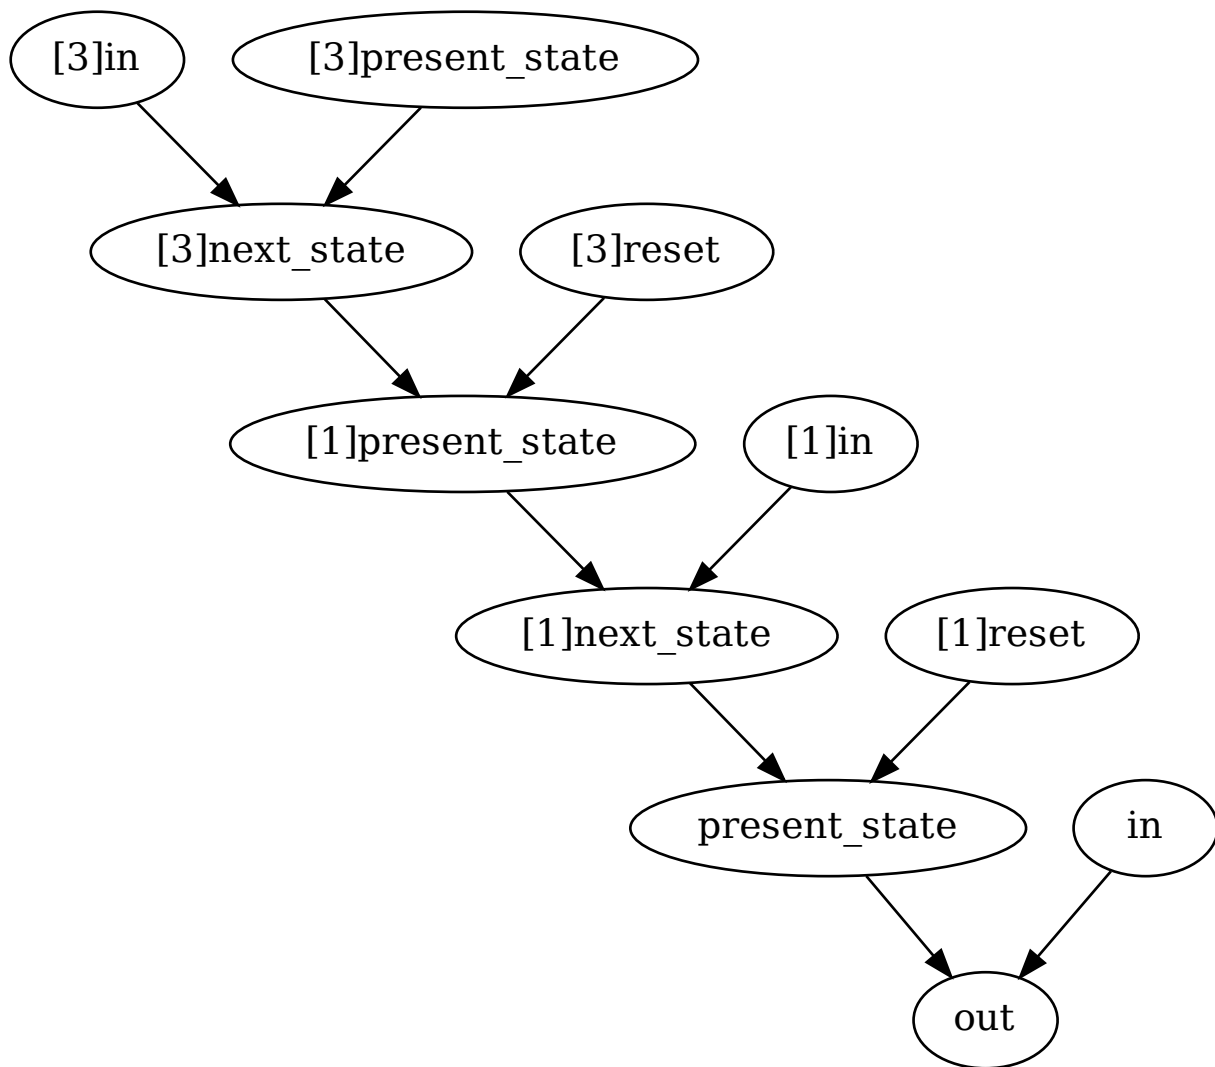 [3]in
[3]present_state
[3]next_state
[3]reset
[1]present_state
[1]in
[1]next_state
[1]reset
present_state
in
out